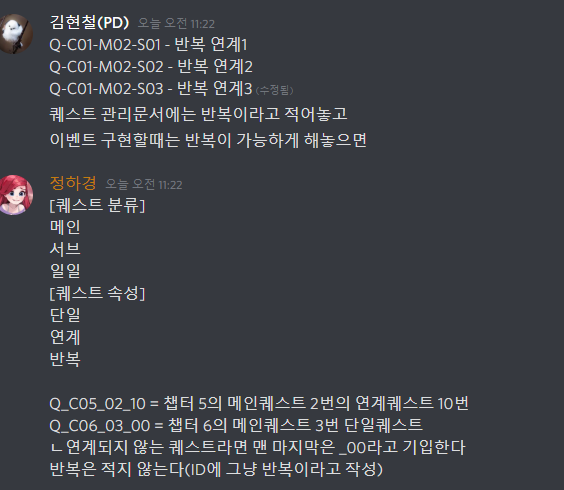 김현철(PD) 오늘 오전 11:22
Q-C01-M02-S01 - 반복 연계1
Q-C01-M02-S02 - 반복 연계2
Q-C01-M02-S03 - 반복 연계3 (수정됨)
퀘스트 관리문서에는 반복이라고 적어놓고
이벤트 구현할때는 반복이 가능하게 해놓으면
정하경 오늘 오전 11:22
[퀘스트 분류]
메인
서브
일일
[퀘스트 속성]
단일
연계
반복
Q_C05_02_10 = 챕터 5의 메인퀘스트 2번의 연계퀘스트 10번
Q_C06_03_00 = 챕터 6의 메인퀘스트 3번 단일퀘스트
ㄴ연계되지 않는 퀘스트라면 맨 마지막은 _00라고 기입한다
반복은 적지 않는다(ID에 그냥 반복이라고 작성)